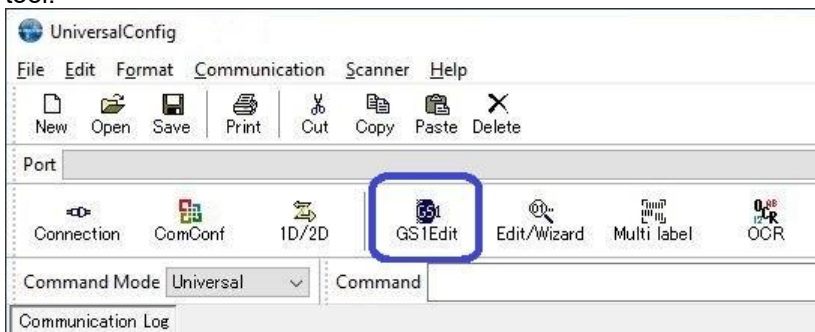 tool.
UniversalConfig
File Edit Format Communication Scanner Help
New Open Save Print Cut Copy Paste Delete
Port
Connection ComConf 1D/2D GS1Edit Edit/Wizard Multi label OCR
Command Mode Universal Command
Communication Log